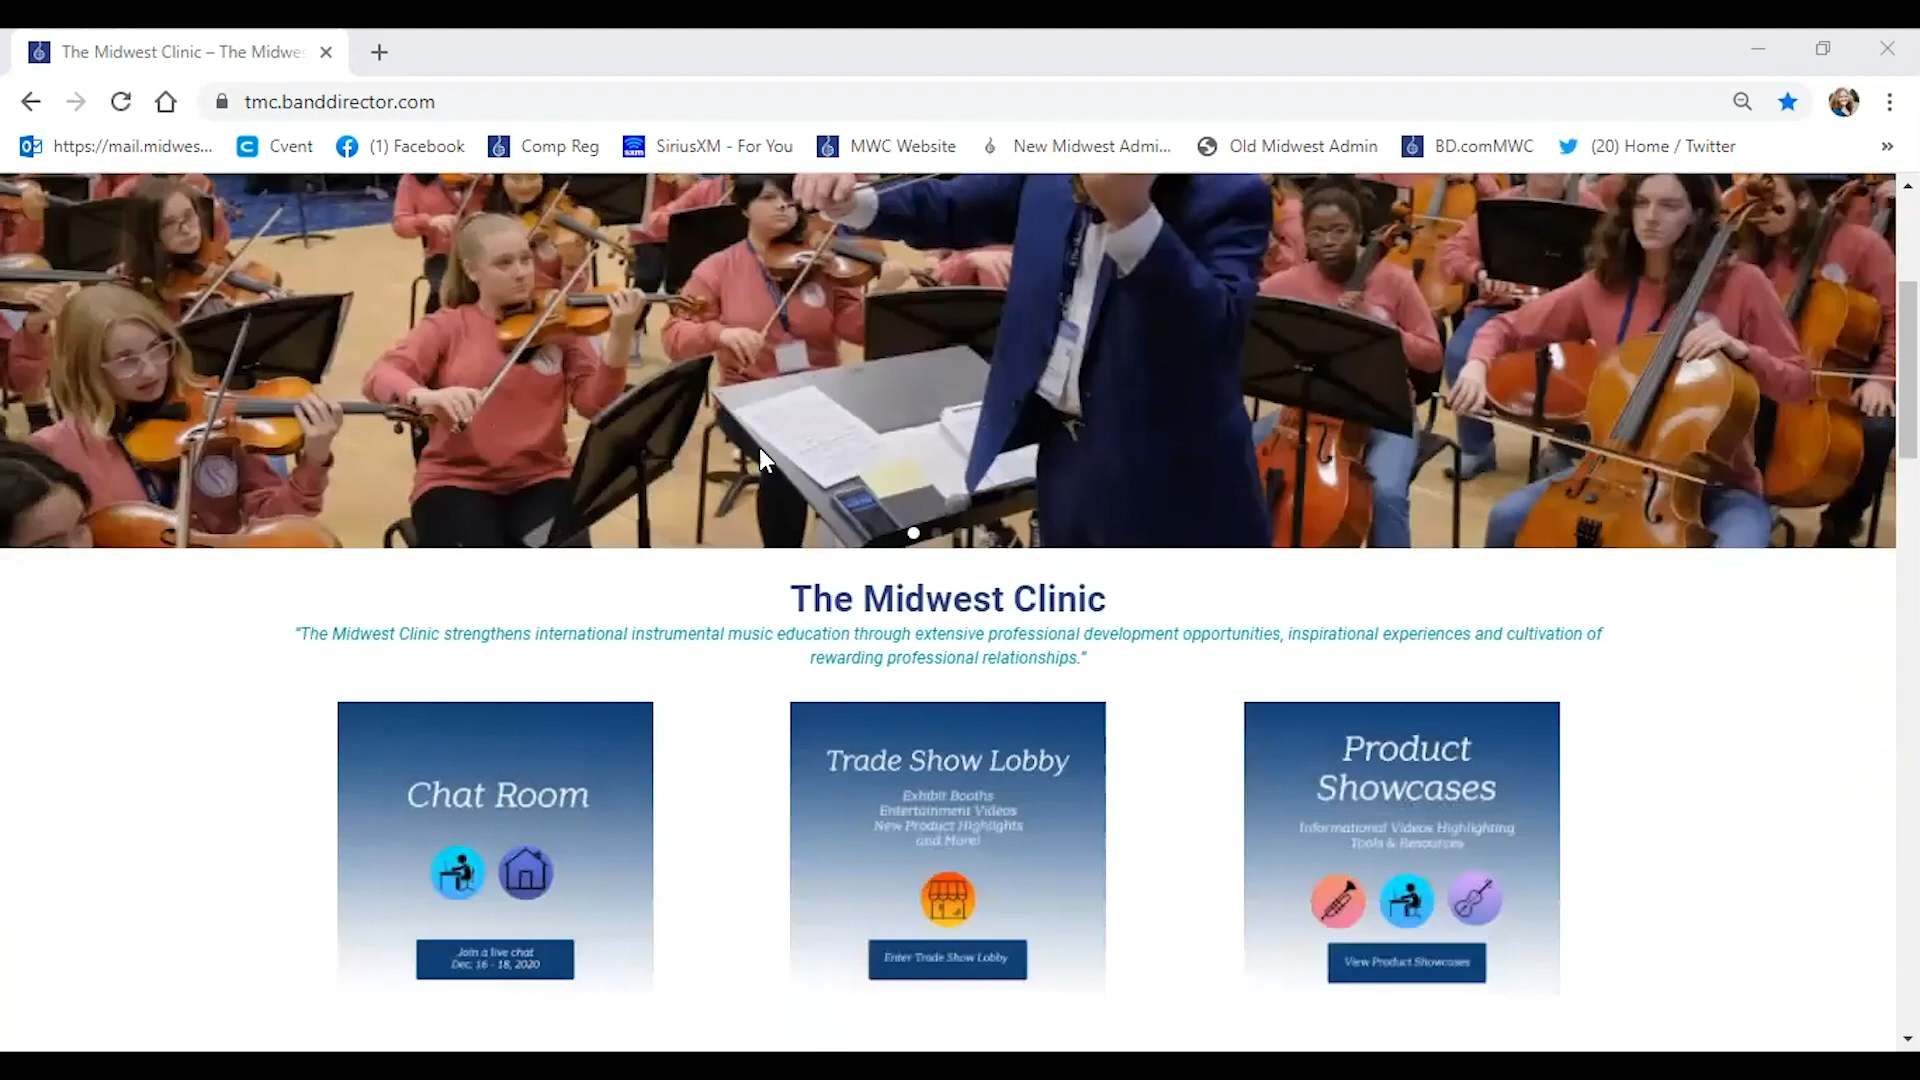 The Midwest Clinic – The Midwes
tmc.banddirector.com
https://mail.midwes...
Cvent
(1) Facebook
Comp Reg
sxm
SiriusXM - For You
MWC Website
New Midwest Admi...
Old Midwest Admin
BD.comMWC
(20) Home / Twitter
The Midwest Clinic
"The Midwest Clinic strengthens international instrumental music education through extensive professional development opportunities, inspirational experiences and cultivation of
rewarding professional relationships."
Chat Room
Join a live chat
Dec. 16 - 18, 2020
Trade Show Lobby
Exhibit Booths
Entertainment Videos
New Product Highlights
and More!
Enter Trade Show Lobby
Product
Showcases
Informational Videos Highlighting
Tools & Resources
View Product Showcases